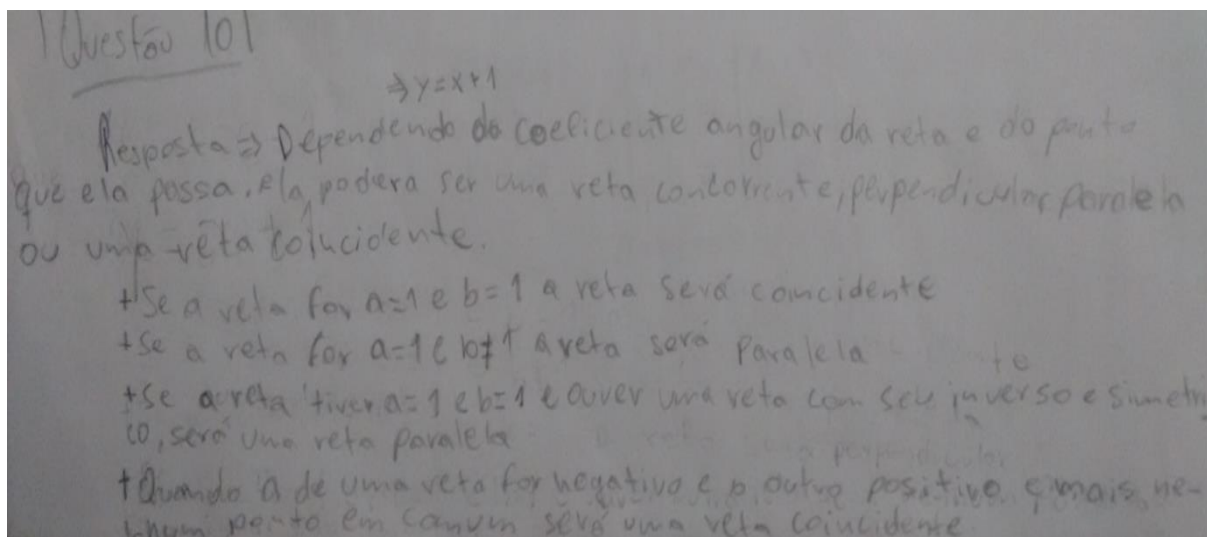 Questão 101
⇒ y=x+1
Resposta ⇒ Dependendo do coeficiente angular da reta e do ponto
que ela passa, ela podera ser uma reta concorrente, perpendicular paralela
ou uma reta coincidente.
+Se a reta for a=1 e b=1 a reta será coincidente
+Se a reta for a=1 e b≠1 a reta será paralela
+Se a reta tiver a=1 e b=1 e ouver uma reta com seu inverso e simetri
co, será uma reta paralela
+Quando a de uma reta for negativo e o outro positivo e mais ne-
nhum ponto em comum será uma reta coincidente